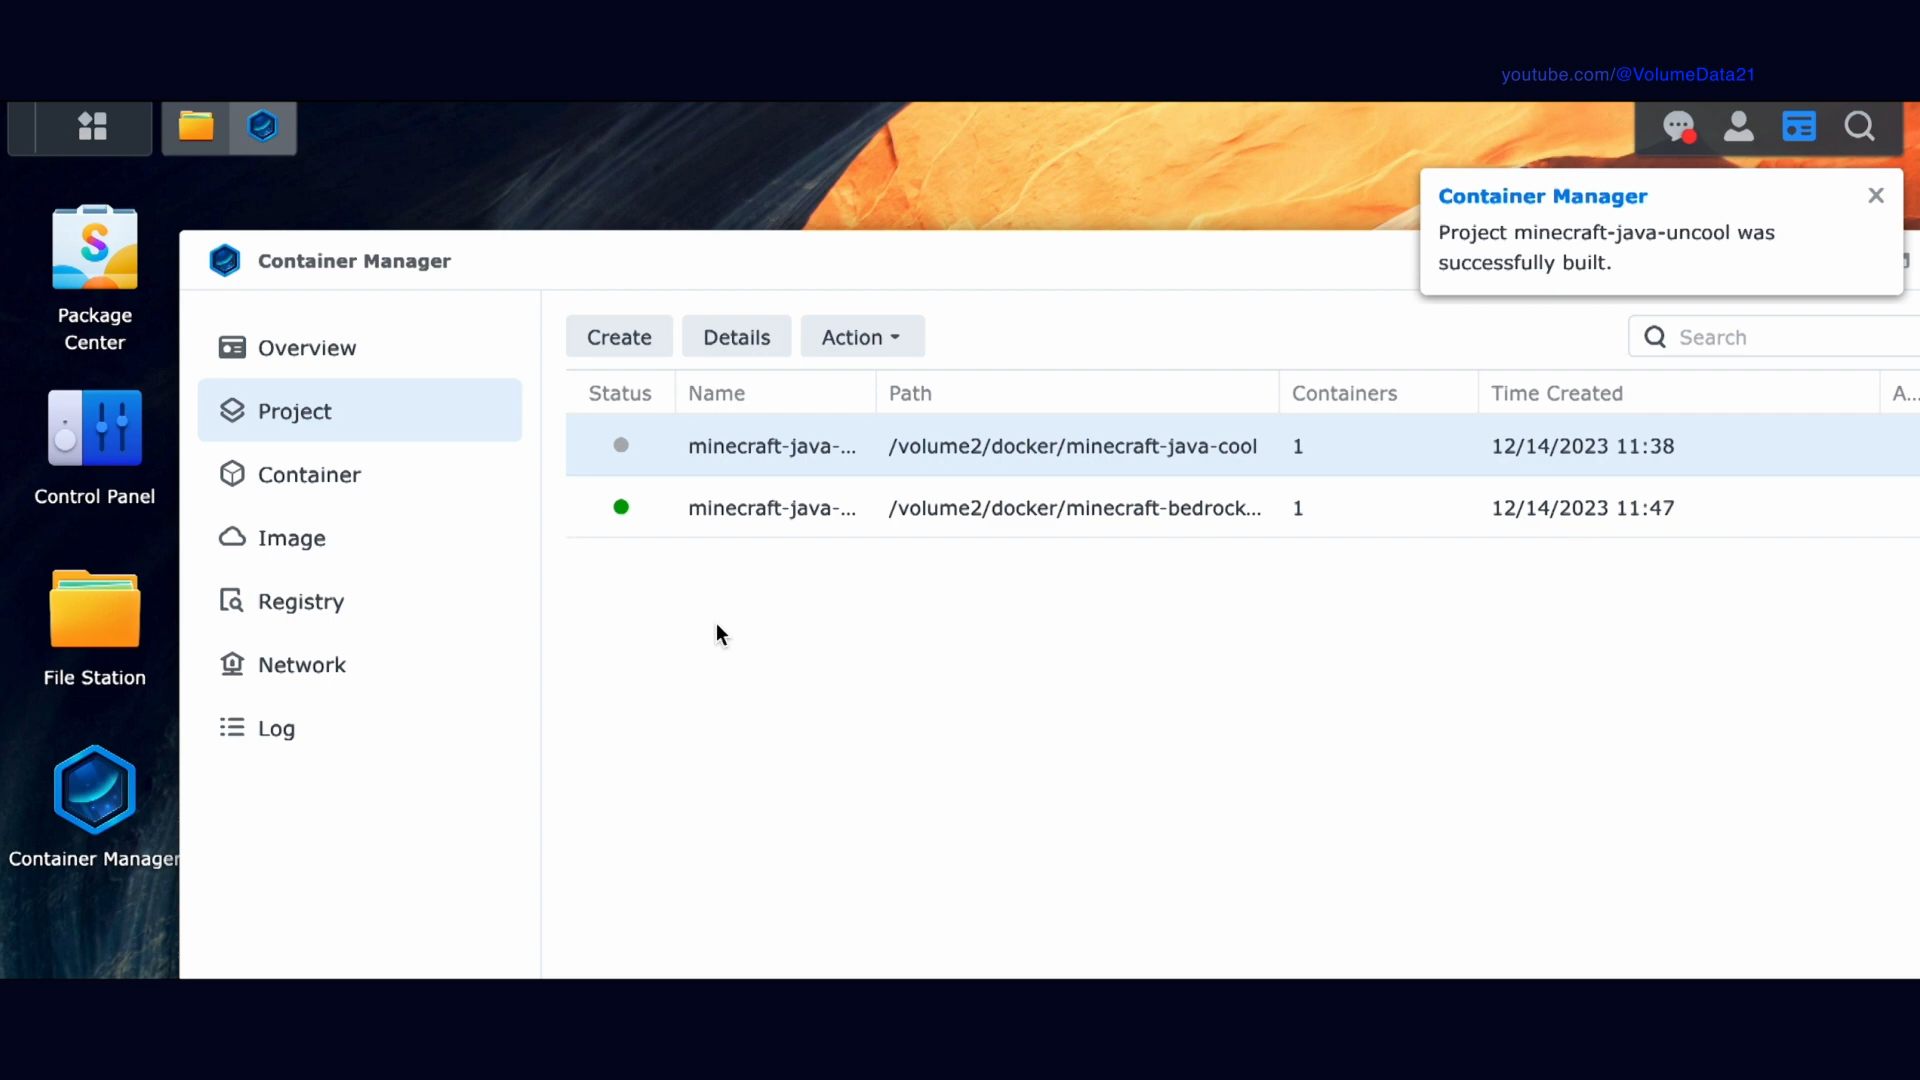 youtube.com/@VolumeData21
Container Manager
Project minecraft-java-uncool was
successfully built.
Package
Center
Control Panel
File Station
Container Manager
Container Manager
Overview
Project
Container
Image
Registry
Network
Log
Create
Details
Action
Search
Status
Name
Path
Containers
Time Created
A...
minecraft-java-...
/volume2/docker/minecraft-java-cool
1
12/14/2023 11:38
minecraft-java-...
/volume2/docker/minecraft-bedrock...
1
12/14/2023 11:47